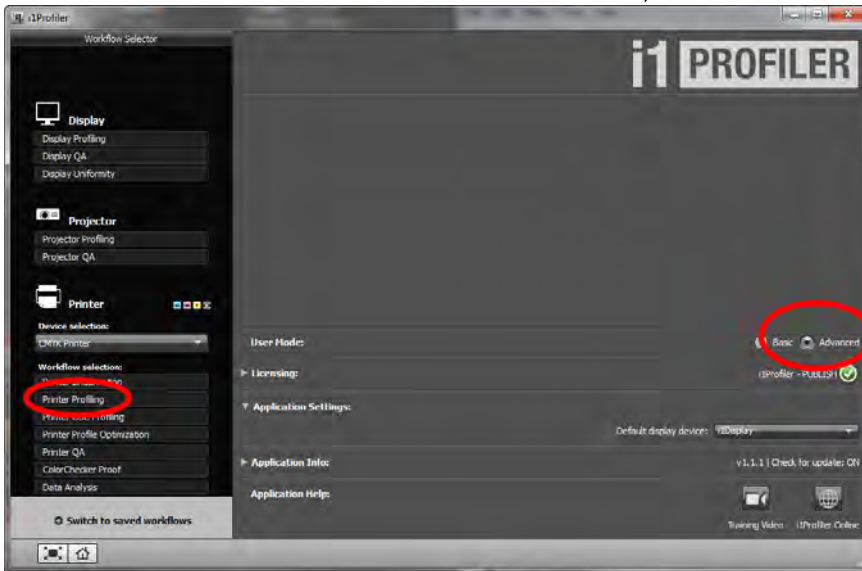 i1Profiler
Workflow Selector
i1 PROFILER
Display
Display Profiling
Display QA
Display Uniformity
Projector
Projector Profiling
Projector QA
Printer
Device selection:
CMYK Printer
Workflow selection:
Printer Profiling
Profiling
Printer Profile Optimization
Printer QA
ColorChecker Proof
Data Analysis
Switch to saved workflows
User Mode:
Basic
Advanced
Licensing:
i1Profiler - PUBLISH
Application Settings:
Default display device:
i1Display
Application Info:
v1.1.1 | Check for update: ON
Application Help:
Training Video
i1Profiler Online